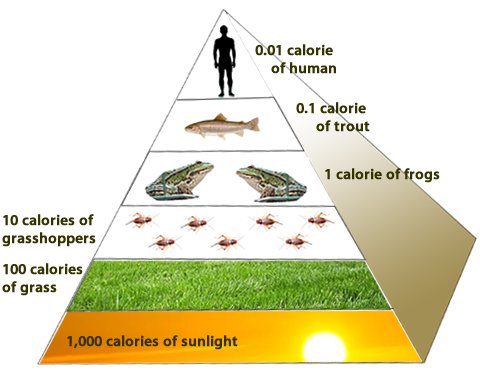 0.01 calorie
of human
0.1 calorie
of trout
1 calorie of frogs
10 calories of
grasshoppers
100 calories
of grass
1,000 calories of sunlight